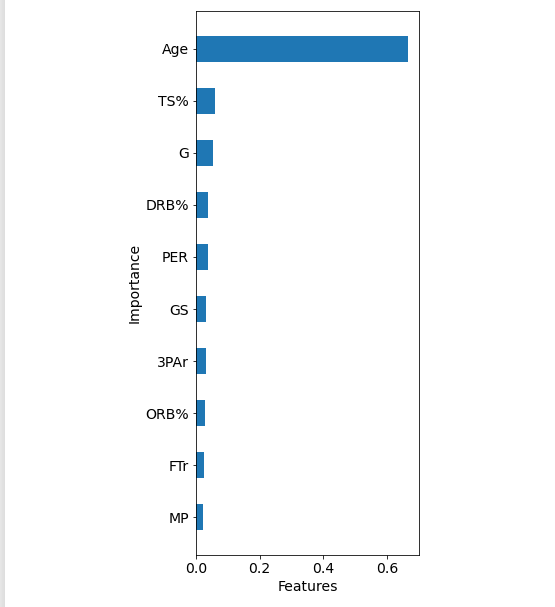 Age
TS%
G
DRB%
PER
GS
3PAr
ORB%
FTr
MP
Importance
0.0 0.2 0.4 0.6
Features